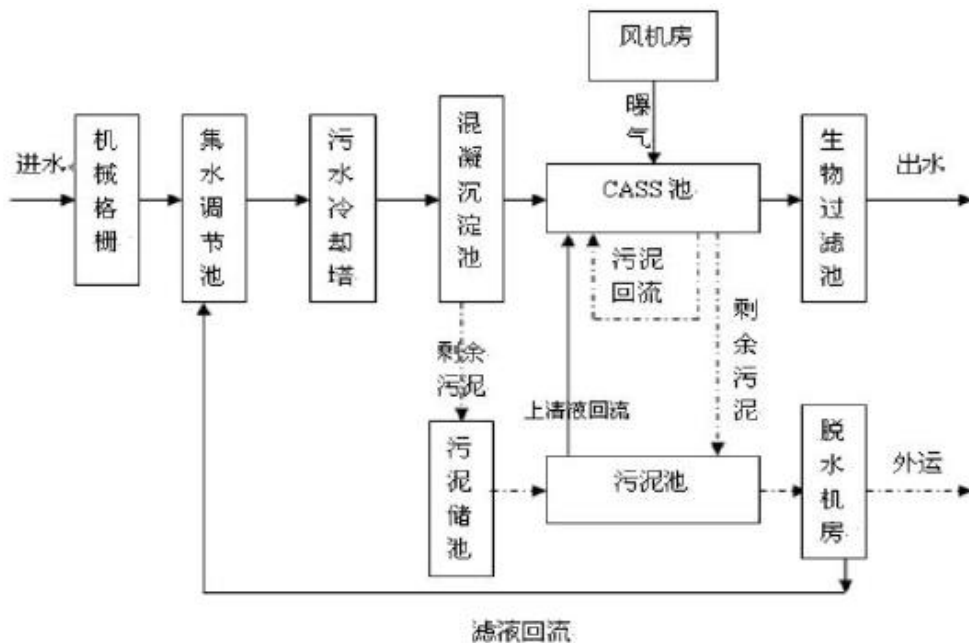 风机房
曝气
进水
机械格栅
集水调节池
污水冷却塔
混凝沉淀池
CASS池
生物过滤池
出水
污泥
回流
剩余污泥
剩余
污泥
上清液回流
污泥储池
污泥池
脱水机房
外运
滤液回流